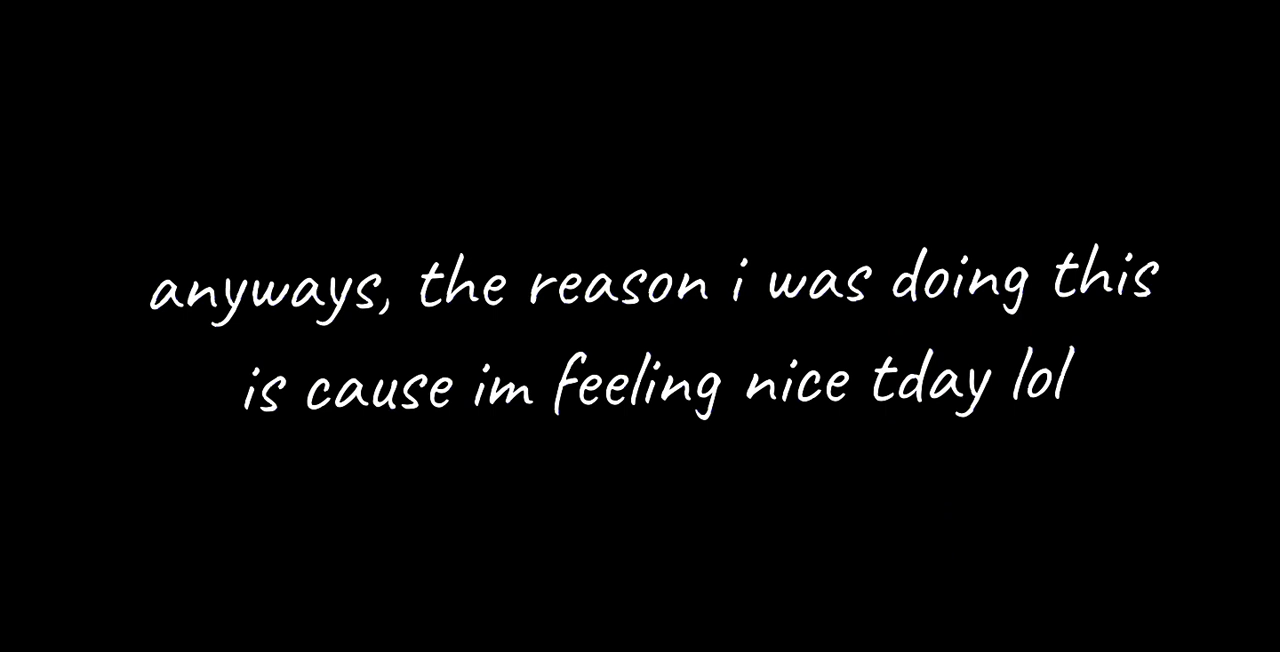 anyways, the reason i was doing this
is cause im feeling nice tday lol